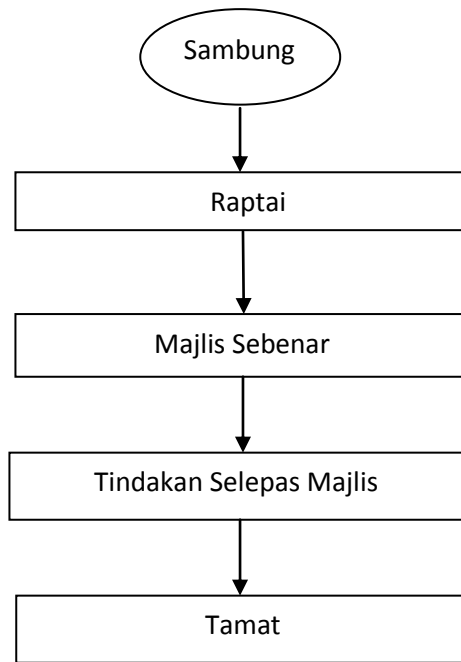 Sambung
Raptai
Majlis Sebenar
Tindakan Selepas Majlis
Tamat